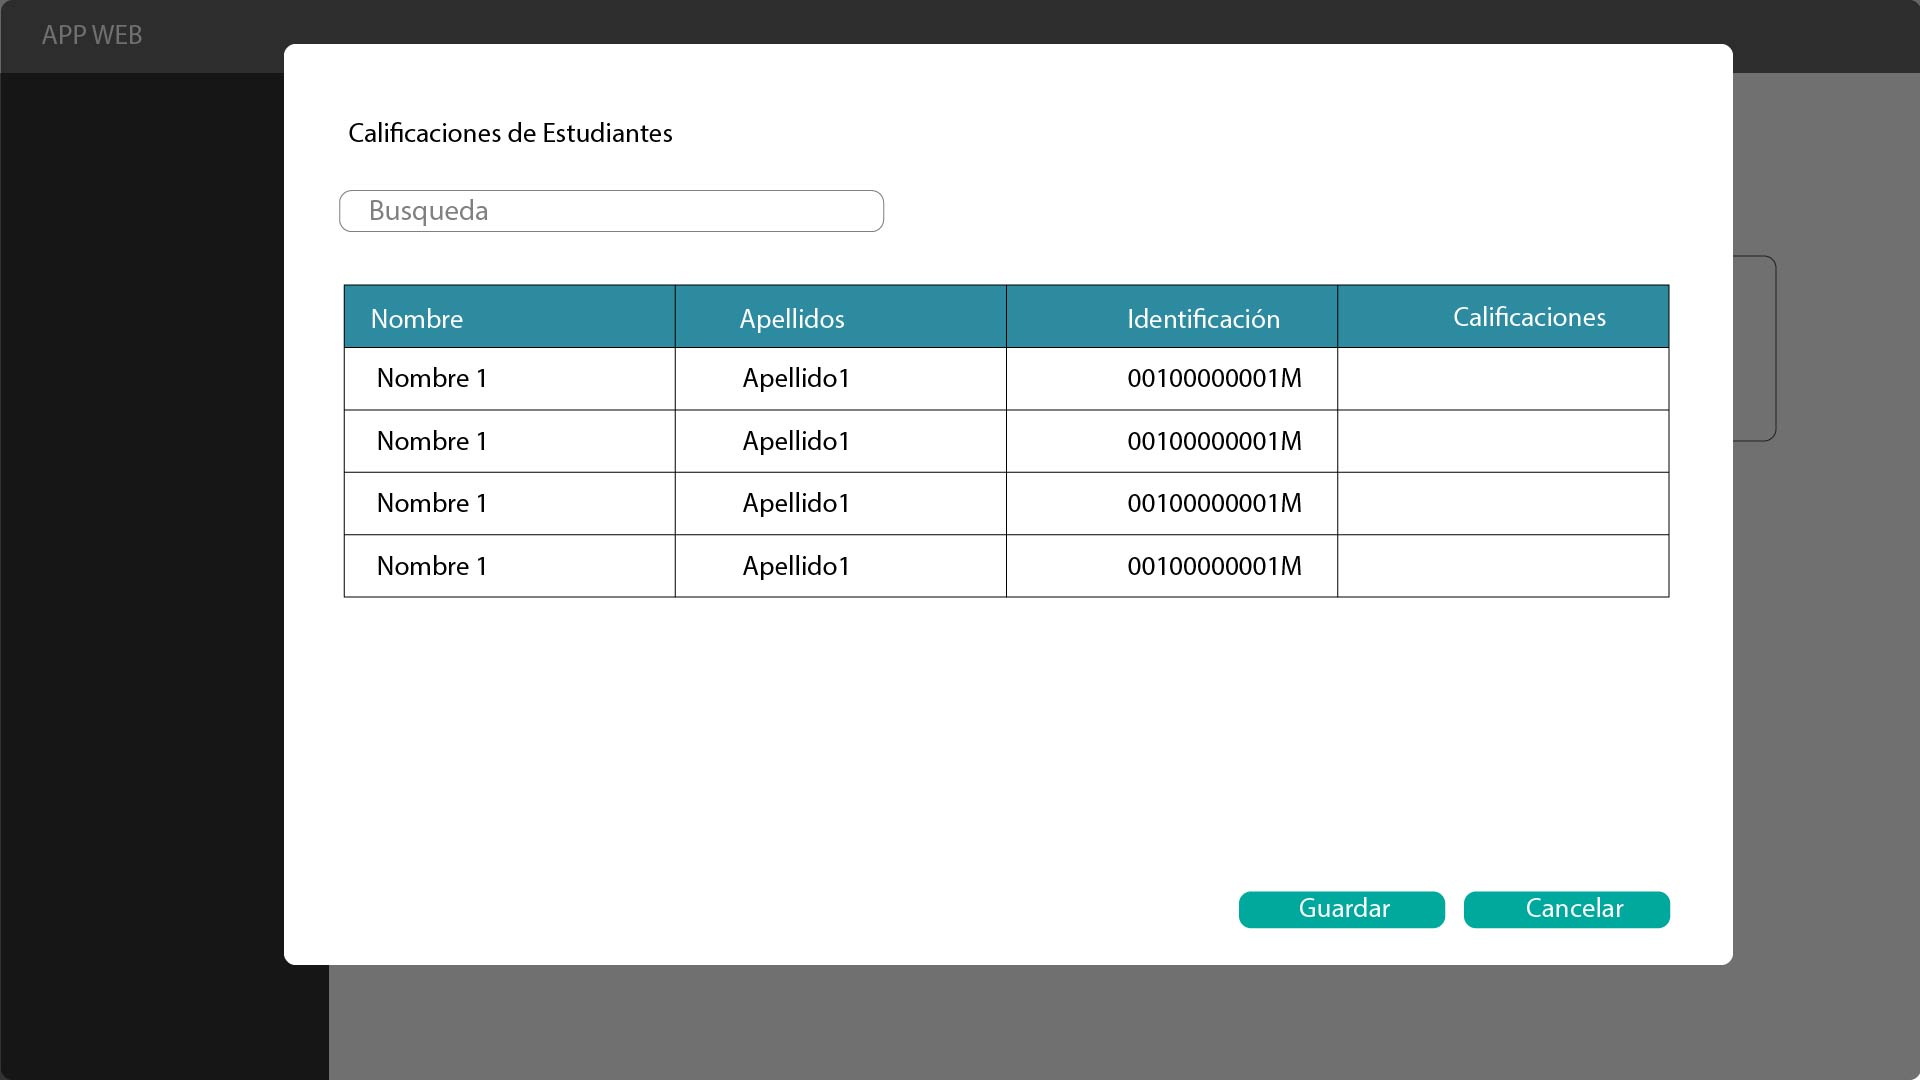 APP WEB
Calificaciones de Estudiantes
Busqueda
Nombre Apellidos Identificación Calificaciones
Nombre 1 Apellido1 00100000001M
Nombre 1 Apellido1 00100000001M
Nombre 1 Apellido1 00100000001M
Nombre 1 Apellido1 00100000001M
Guardar Cancelar